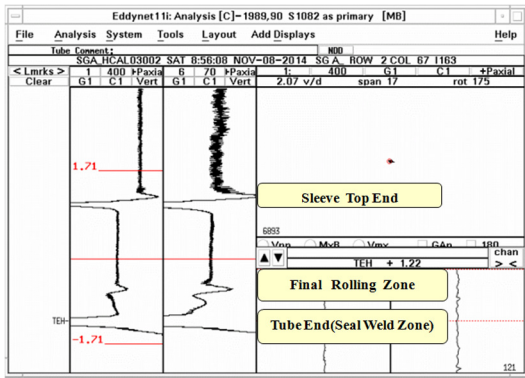 Eddynet11i: Analysis [C]-1989,90 S1082 as primary [MB]
File Analysis System Tools Layout Add Displays Help
Tube Comment: NDD
SGA_HCAL03002 SAT 8:56:08 NOV-08-2014 SG A_ ROW 2 COL 67 I163
< Lmrks > 1 400 Paxia 6 70 Paxia 1: 400 G1 C1 +Paxial
Clear G1 C1 Vert G1 C1 Vert 2.07 v/d span 17 rot 175
1.71
Sleeve Top End
6893
Vpp MxR Vmx GAn 180 chan
TEH + 1.22 > <
Final Rolling Zone
TEH
Tube End(Seal Weld Zone)
-1.71
121